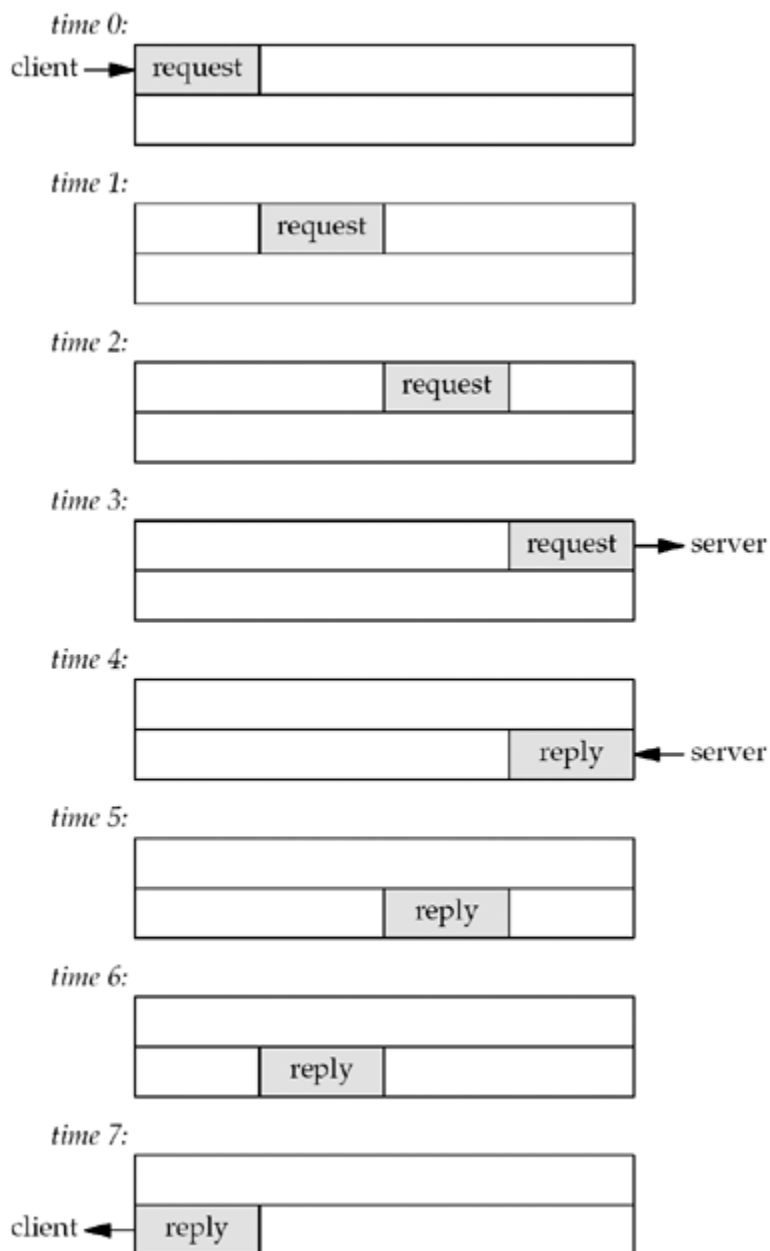 time 0:
client request
time 1:
request
time 2:
request
time 3:
request server
time 4:
reply server
time 5:
reply
time 6:
reply
time 7:
client reply